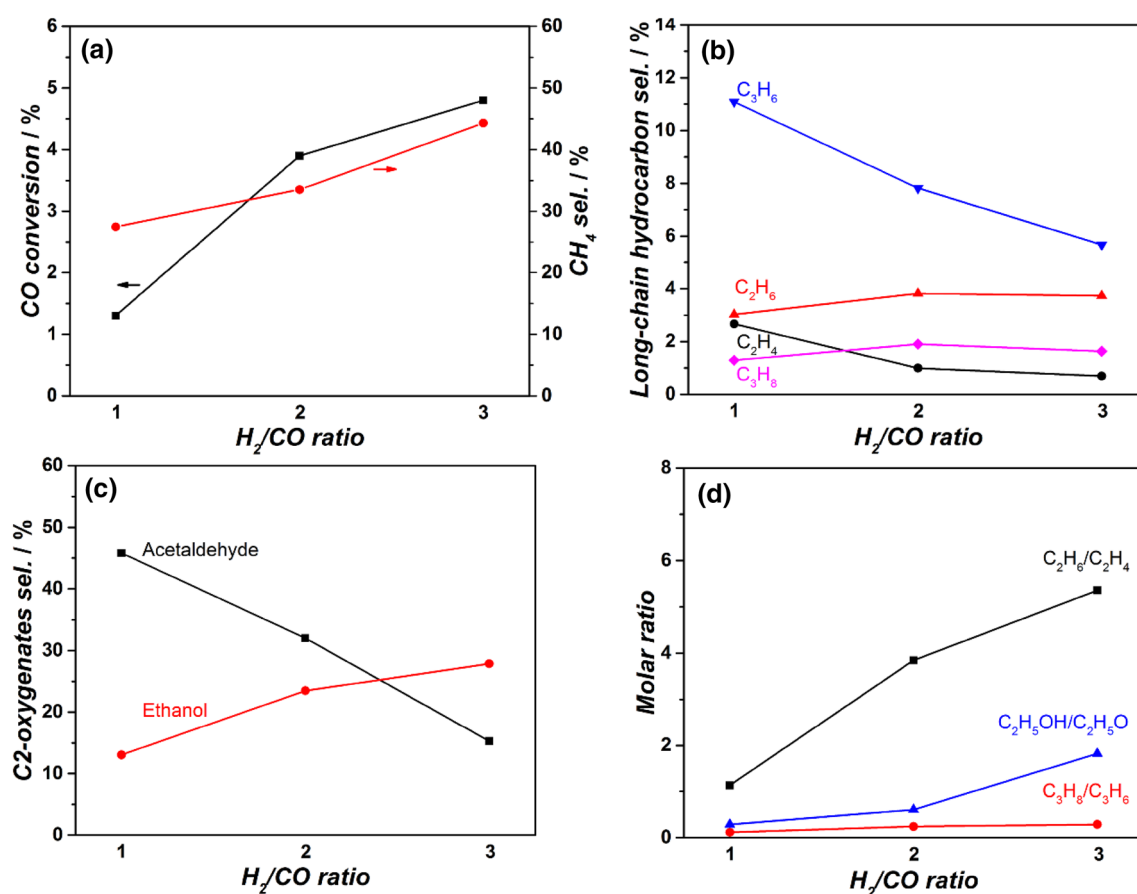 (a)
CO conversion / %
6
5
4
3
2
1
0
CH₄ sel. / %
60
50
40
30
20
10
0
1 2 3
H₂/CO ratio
(b)
Long-chain hydrocarbon sel. / %
14
12
10
8
6
4
2
0
C₃H₆
C₂H₆
C₂H₄
C₃H₈
1 2 3
H₂/CO ratio
(c)
C2-oxygenates sel. / %
60
50
40
30
20
10
0
Acetaldehyde
Ethanol
1 2 3
H₂/CO ratio
(d)
Molar ratio
8
6
4
2
0
C₂H₆/C₂H₄
C₂H₅OH/C₂H₅O
C₃H₈/C₃H₆
1 2 3
H₂/CO ratio